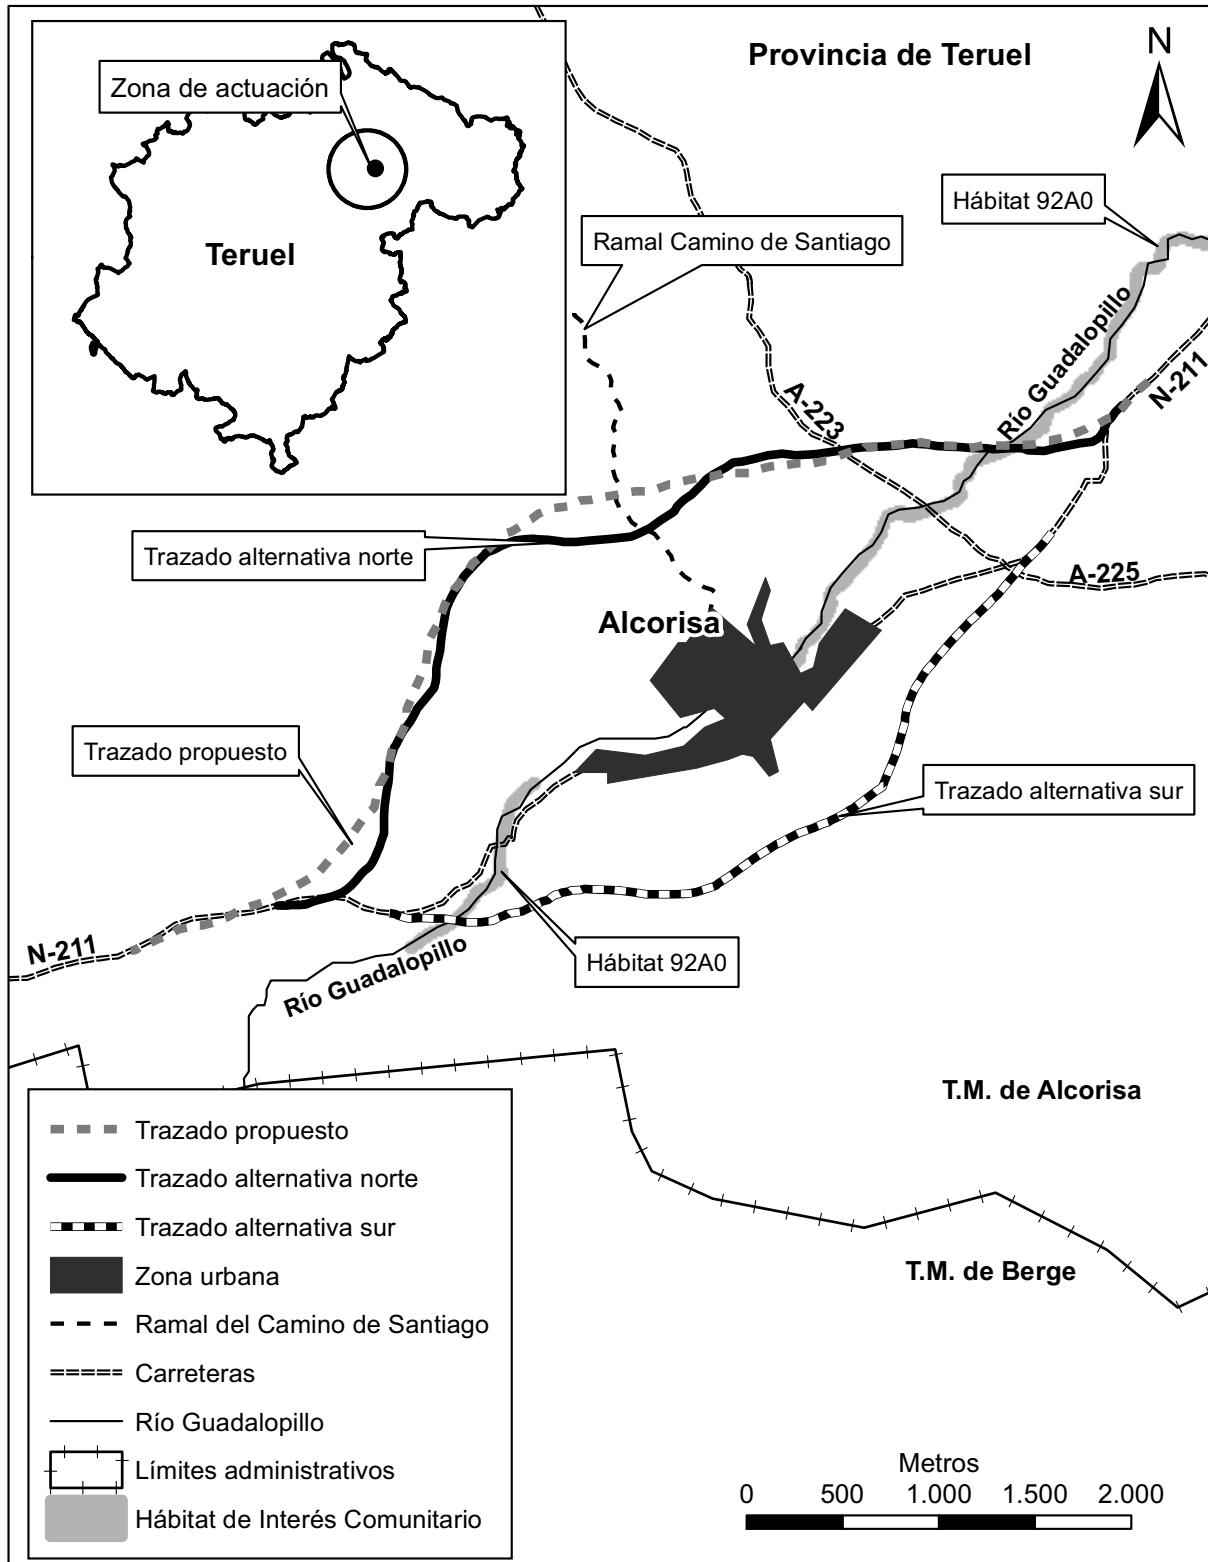 Provincia de Teruel
N
Zona de actuación
Teruel
Hábitat 92A0
Ramal Camino de Santiago
Río Guadalopillo
N-211
A-223
Trazado alternativa norte
A-225
Alcorisa
Trazado propuesto
Trazado alternativa sur
N-211
Hábitat 92A0
Río Guadalopillo
T.M. de Alcorisa
T.M. de Berge
Trazado propuesto
Trazado alternativa norte
Trazado alternativa sur
Zona urbana
Ramal del Camino de Santiago
Carreteras
Río Guadalopillo
Límites administrativos
Hábitat de Interés Comunitario
Metros
0 500 1.000 1.500 2.000